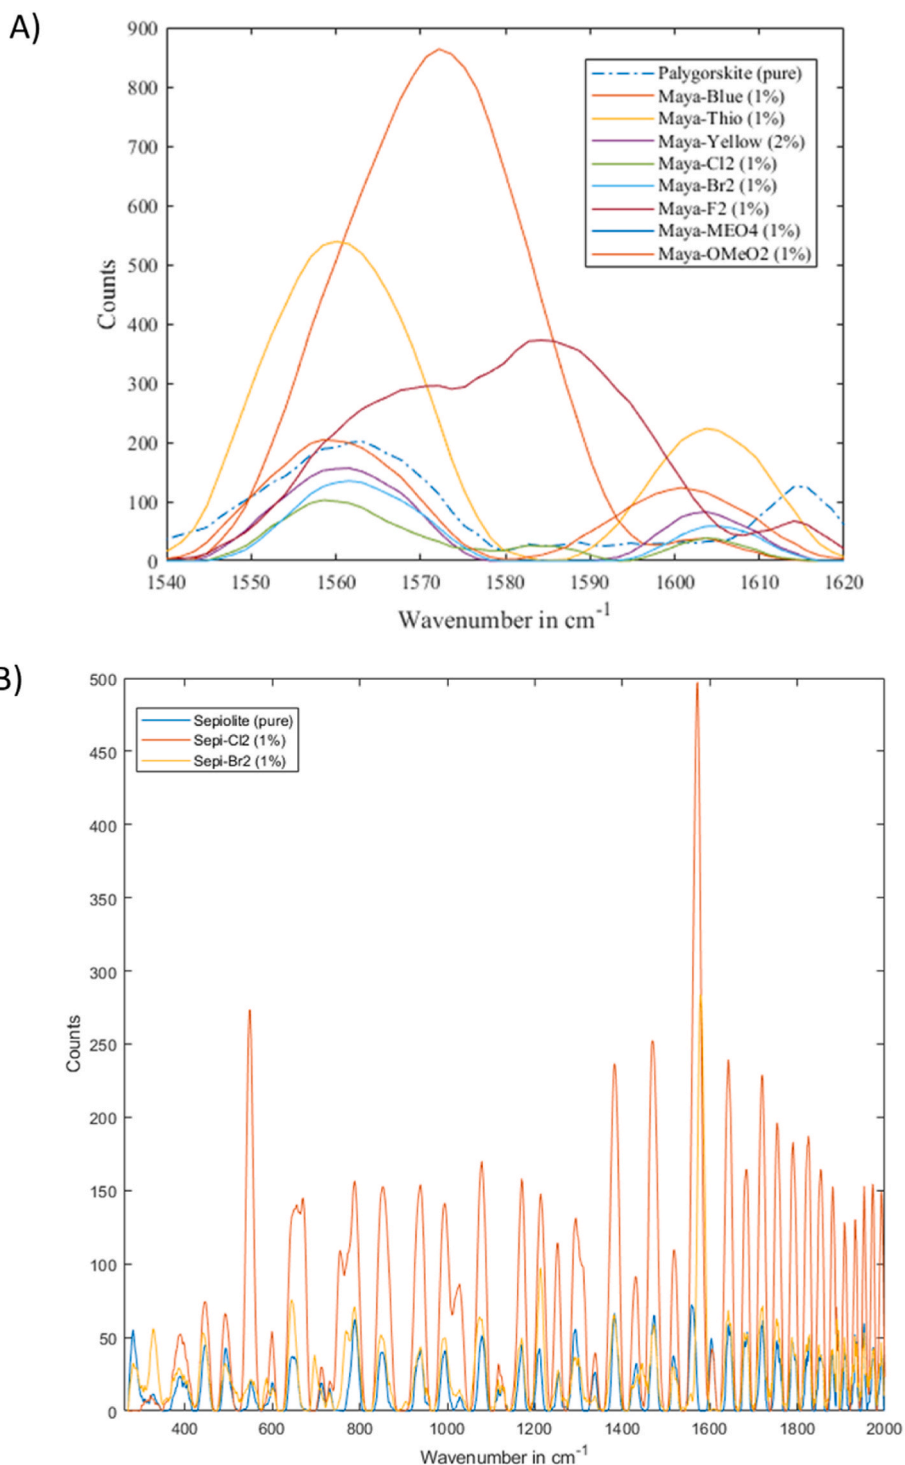 A)
900
800
700
600
500
400
300
200
100
0
Counts
Palygorskite (pure)
Maya-Blue (1%)
Maya-Thio (1%)
Maya-Yellow (2%)
Maya-Cl2 (1%)
Maya-Br2 (1%)
Maya-F2 (1%)
Maya-MEO4 (1%)
Maya-OMeO2 (1%)
1540 1550 1560 1570 1580 1590 1600 1610 1620
Wavenumber in cm-1
B)
500
450
400
350
300
250
200
150
100
50
0
Counts
Sepiolite (pure)
Sepi-Cl2 (1%)
Sepi-Br2 (1%)
400 600 800 1000 1200 1400 1600 1800 2000
Wavenumber in cm-1